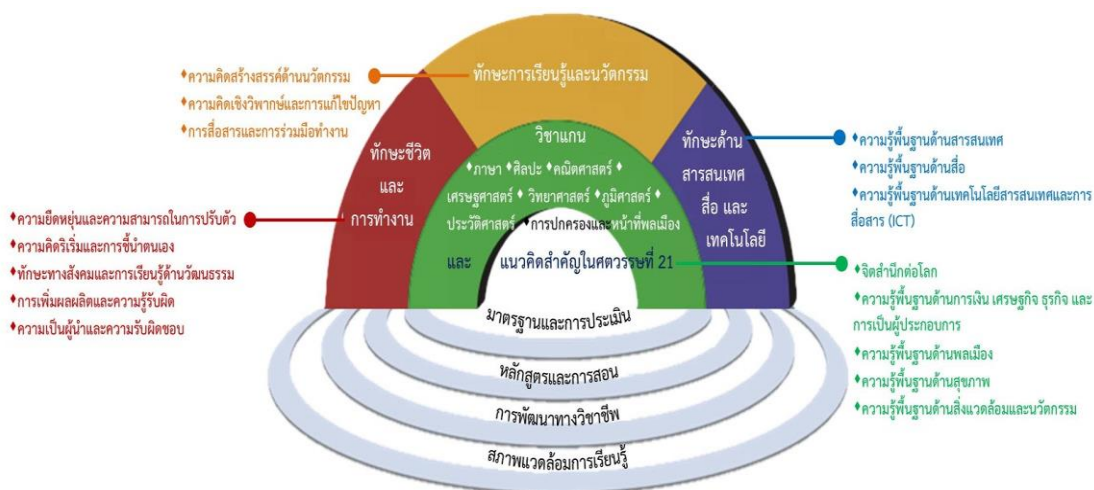 ทักษะการเรียนรู้และนวัตกรรม
♦ความคิดสร้างสรรค์ด้านนวัตกรรม
♦ความคิดเชิงวิพากษ์และการแก้ไขปัญหา
♦การสื่อสารและการร่วมมือทำงาน
ทักษะชีวิต
และ
การทำงาน
♦ความยืดหยุ่นและความสามารถในการปรับตัว
♦ความคิดริเริ่มและการชี้นำตนเอง
♦ทักษะทางสังคมและการเรียนรู้ด้านวัฒนธรรม
♦การเพิ่มผลผลิตและความรู้รับผิด
♦ความเป็นผู้นำและความรับผิดชอบ
วิชาแกน
♦ภาษา ♦ศิลปะ ♦คณิตศาสตร์ ♦
เศรษฐศาสตร์ ♦ วิทยาศาสตร์ ♦ภูมิศาสตร์ ♦
ประวัติศาสตร์ ♦การปกครองและหน้าที่พลเมือง
และ แนวคิดสำคัญในศตวรรษที่ 21
ทักษะด้าน
สารสนเทศ
สื่อ และ
เทคโนโลยี
♦ความรู้พื้นฐานด้านสารสนเทศ
♦ความรู้พื้นฐานด้านสื่อ
♦ความรู้พื้นฐานด้านเทคโนโลยีสารสนเทศและการ
สื่อสาร (ICT)
♦จิตสำนึกต่อโลก
♦ความรู้พื้นฐานด้านการเงิน เศรษฐกิจ ธุรกิจ และ
การเป็นผู้ประกอบการ
♦ความรู้พื้นฐานด้านพลเมือง
♦ความรู้พื้นฐานด้านสุขภาพ
♦ความรู้พื้นฐานด้านสิ่งแวดล้อมและนวัตกรรม
มาตรฐานและการประเมิน
หลักสูตรและการสอน
การพัฒนาทางวิชาชีพ
สภาพแวดล้อมการเรียนรู้